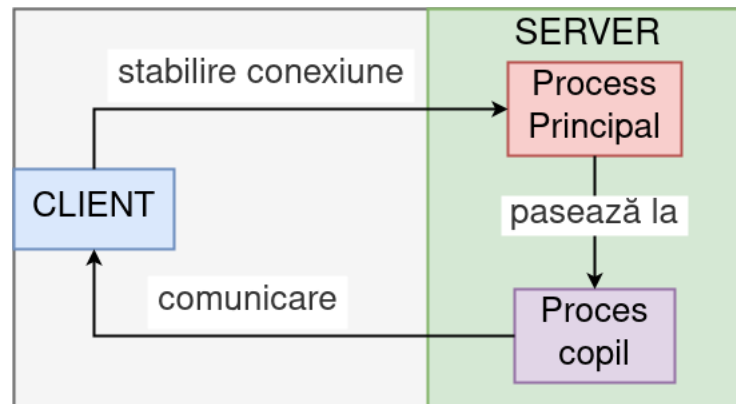 SERVER
stabilire conexiune
Process
Principal
CLIENT
pasează la
comunicare
Proces
copil